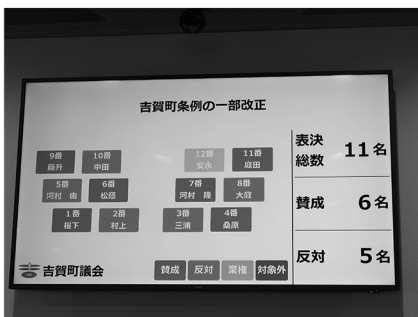 吉賀町条例の一部改正
9番 10番 12番 11番
藤升 中田 安永 庭田
5番 6番 7番 8番
河村 由 松蔭 河村 隆 大庭
1番 2番 3番 4番
桜下 村上 三浦 桑原
吉賀町議会
賛成 反対 棄権 対象外
表決
総数 11名
賛成 6名
反対 5名